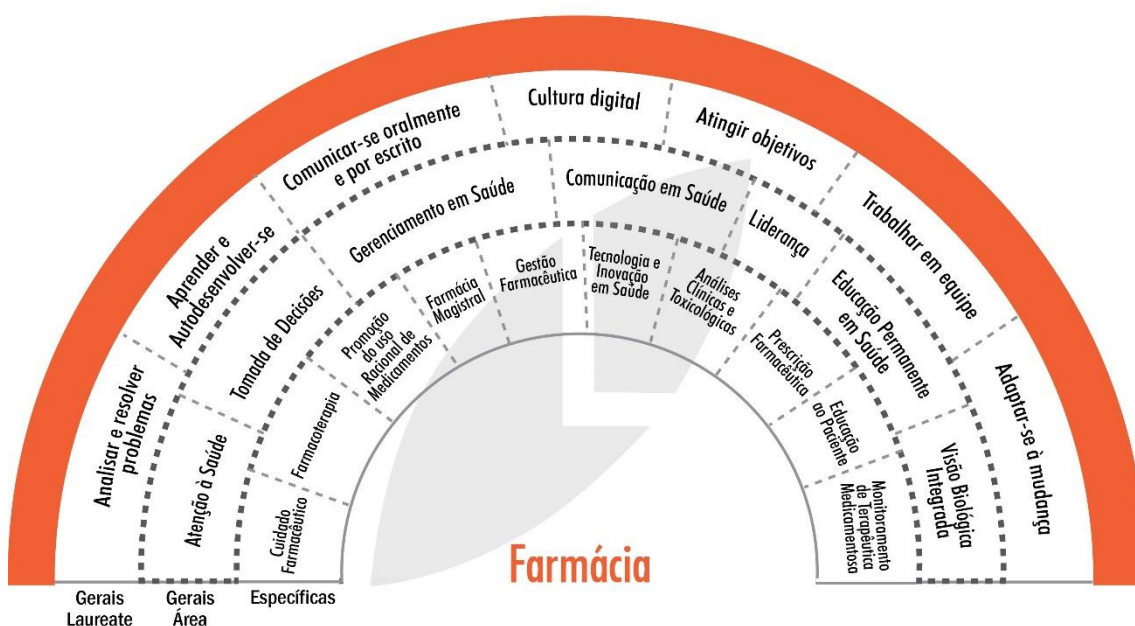 Analisar e resolver
problemas
Aprender e
Autodesenvolver-se
Comunicar-se oralmente
e por escrito
Cultura digital
Atingir objetivos
Trabalhar em equipe
Adaptar-se à mudança
Atenção à Saúde
Tomada de Decisões
Gerenciamento em Saúde
Comunicação em Saúde
Liderança
Educação Permanente
em Saúde
Visão Biológica
Integrada
Cuidado
Farmacêutico
Farmacoterapia
Promoção
do uso
Racional de
Medicamentos
Farmácia
Magistral
Gestão
Farmacêutica
Tecnologia e
Inovação
em Saúde
Análises
Clínicas e
Toxicológicas
Prescrição
Farmacêutica
Educação
ao Paciente
Monitoramento
de Terapêutica
Medicamentosa
Farmácia
Gerais
Laureate
Gerais
Área
Específicas